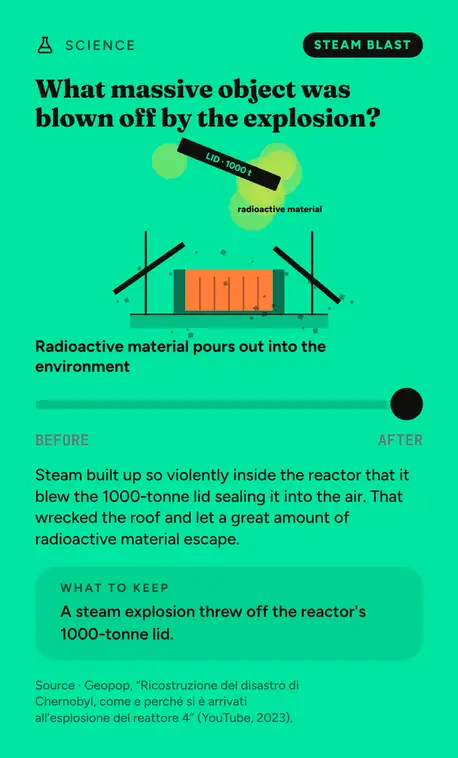 SCIENCE
STEAM BLAST
What massive object was
blown off by the explosion?
LID · 1000 t
radioactive material
Radioactive material pours out into the
environment
BEFORE
AFTER
Steam built up so violently inside the reactor that it
blew the 1000-tonne lid sealing it into the air. That
wrecked the roof and let a great amount of
radioactive material escape.
WHAT TO KEEP
A steam explosion threw off the reactor's
1000-tonne lid.
Source · Geopop, “Ricostruzione del disastro di
Chernobyl, come e perché si è arrivati
all'esplosione del reattore 4” (YouTube, 2023).